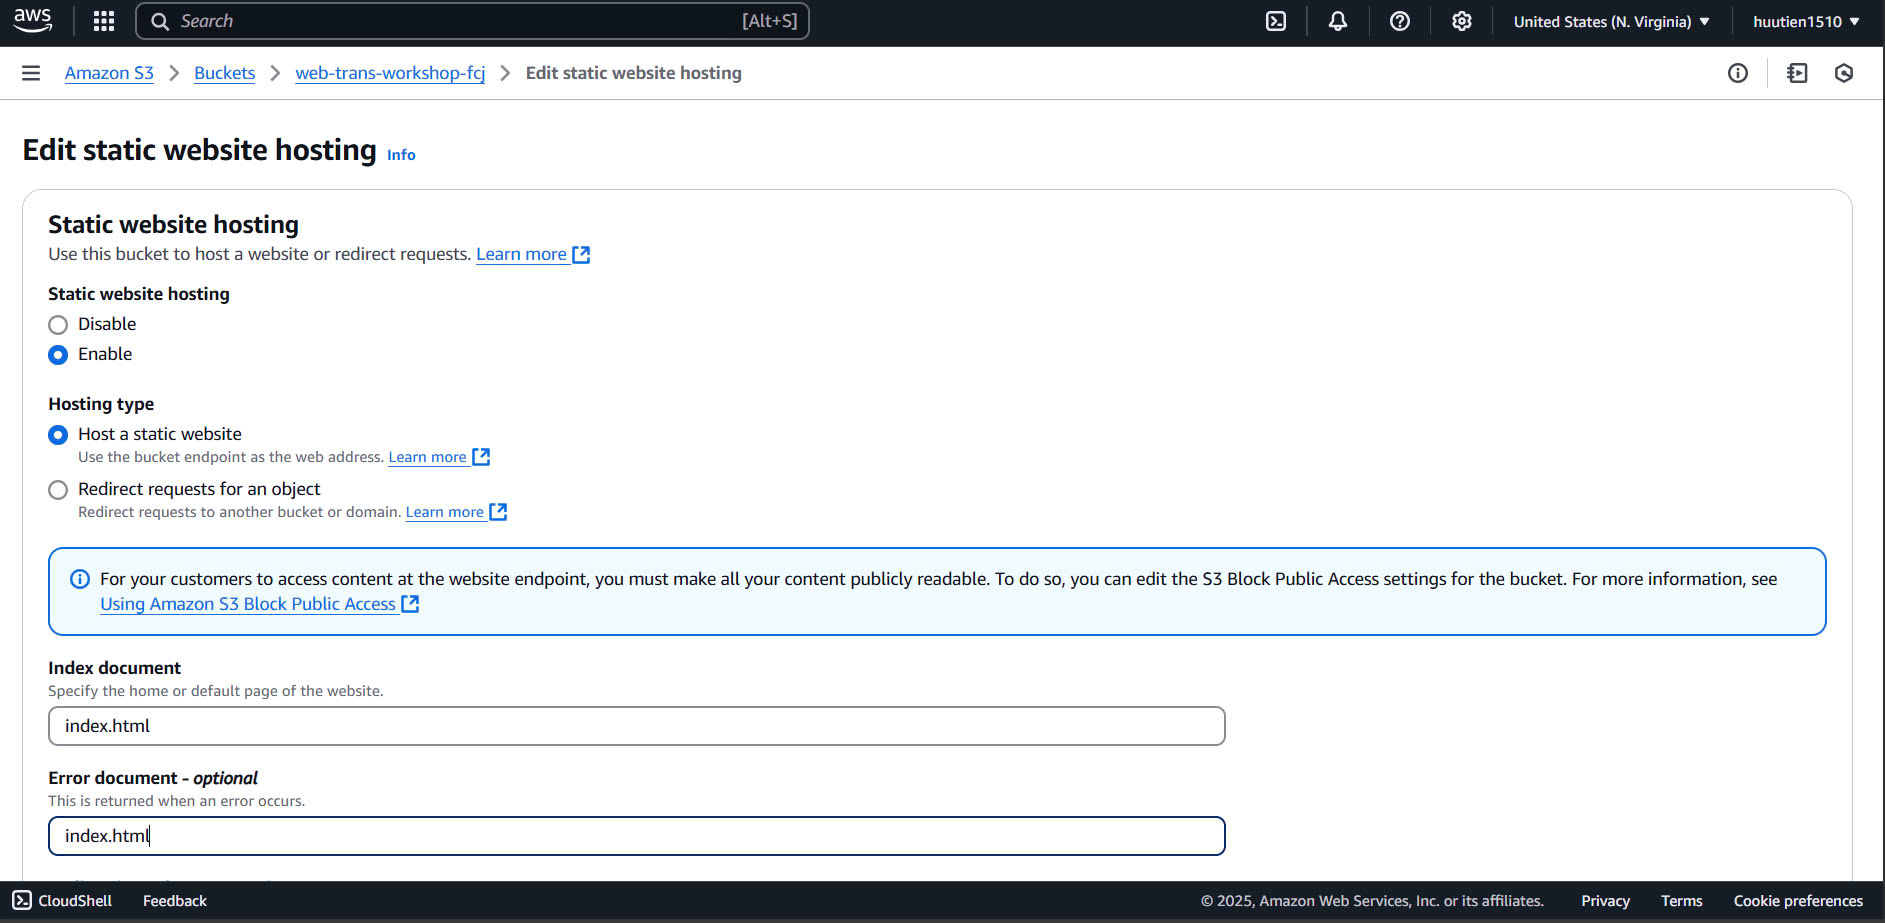 aws Search [Alt+S] United States (N. Virginia) huutien1510
Amazon S3 Buckets web-trans-workshop-fcj Edit static website hosting
Edit static website hosting Info
Static website hosting
Use this bucket to host a website or redirect requests. Learn more
Static website hosting
Disable
Enable
Hosting type
Host a static website
Use the bucket endpoint as the web address. Learn more
Redirect requests for an object
Redirect requests to another bucket or domain. Learn more
For your customers to access content at the website endpoint, you must make all your content publicly readable. To do so, you can edit the S3 Block Public Access settings for the bucket. For more information, see
Using Amazon S3 Block Public Access
Index document
Specify the home or default page of the website.
index.html
Error document - optional
This is returned when an error occurs.
index.html
CloudShell Feedback © 2025, Amazon Web Services, Inc. or its affiliates. Privacy Terms Cookie preferences